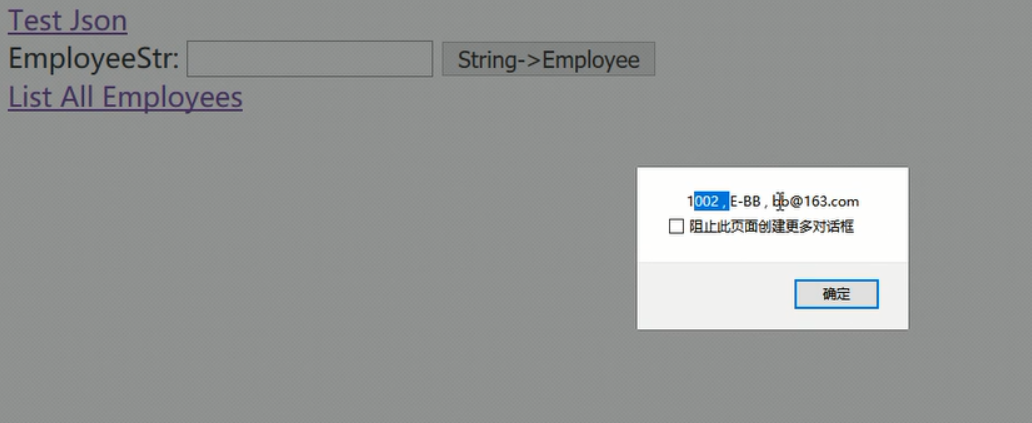 Test Json
EmployeeStr: String->Employee
List All Employees
1002 , E-BB , bb@163.com
阻止此页面创建更多对话框
确定